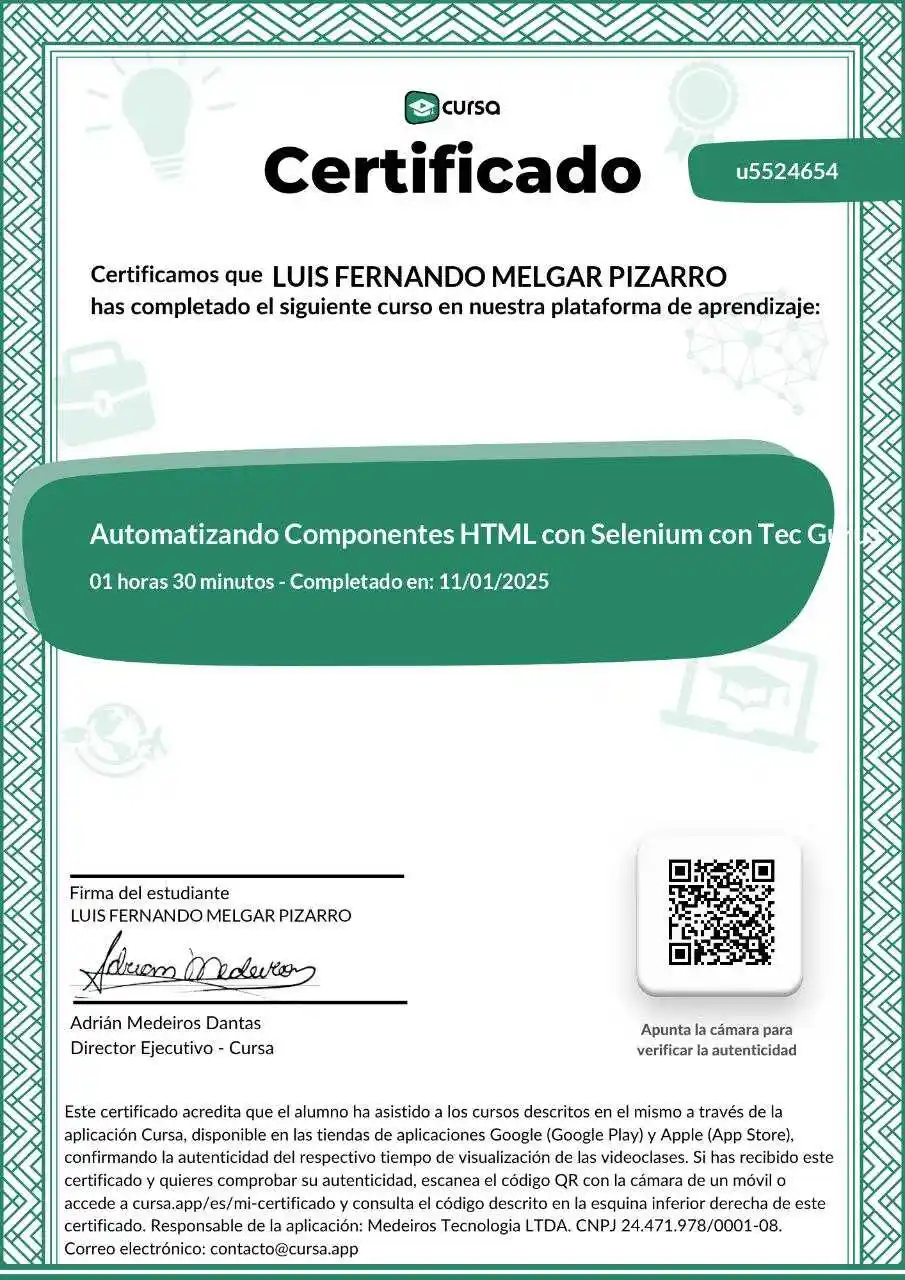 cursa
Certificado
u5524654
Certificamos que LUIS FERNANDO MELGAR PIZARRO
has completado el siguiente curso en nuestra plataforma de aprendizaje:
Automatizando Componentes HTML con Selenium con Tec Gurus
01 horas 30 minutos - Completado en: 11/01/2025
Firma del estudiante
LUIS FERNANDO MELGAR PIZARRO
Adrian Medeiros
Adrián Medeiros Dantas
Director Ejecutivo - Cursa
Apunta la cámara para
verificar la autenticidad
Este certificado acredita que el alumno ha asistido a los cursos descritos en el mismo a través de la
aplicación Cursa, disponible en las tiendas de aplicaciones Google (Google Play) y Apple (App Store),
confirmando la autenticidad del respectivo tiempo de visualización de las videoclases. Si has recibido este
certificado y quieres comprobar su autenticidad, escanea el código QR con la cámara de un móvil o
accede a cursa.app/es/mi-certificado y consulta el código descrito en la esquina inferior derecha de este
certificado. Responsable de la aplicación: Medeiros Tecnologia LTDA. CNPJ 24.471.978/0001-08.
Correo electrónico: contacto@cursa.app